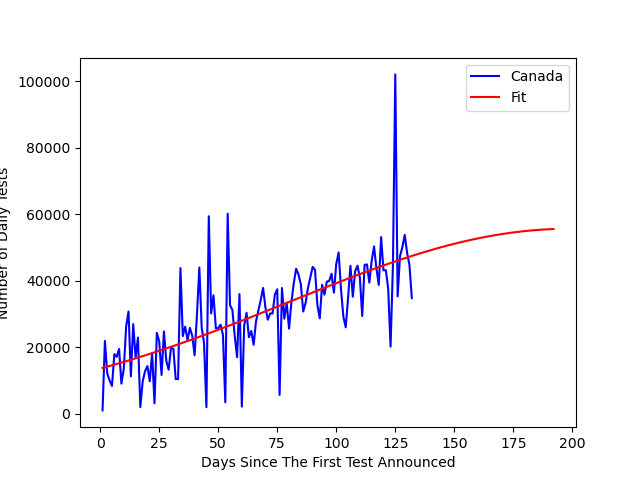 Canada
Fit
100000
80000
60000
40000
20000
0
Number of Daily Tests
0 25 50 75 100 125 150 175 200
Days Since The First Test Announced